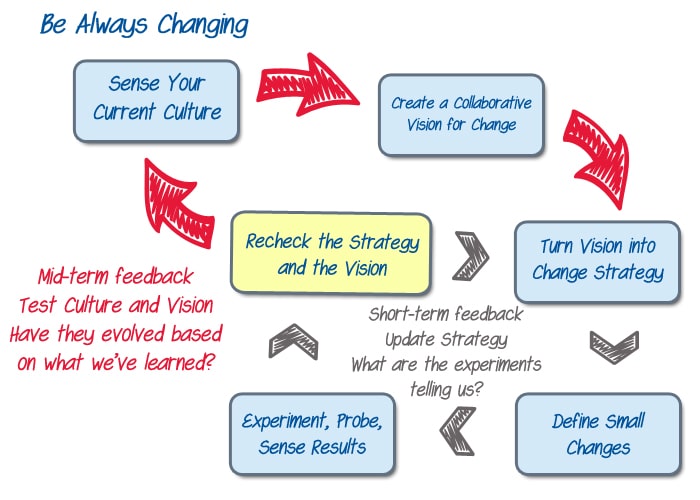 Be Always Changing
Sense Your
Current Culture
Create a Collaborative
Vision for Change
Recheck the Strategy
and the Vision
Turn Vision into
Change Strategy
Mid-term feedback
Test Culture and Vision
Have they evolved based
on what we've learned?
Short-term feedback
Update Strategy
What are the experiments
telling us?
Experiment, Probe,
Sense Results
Define Small
Changes